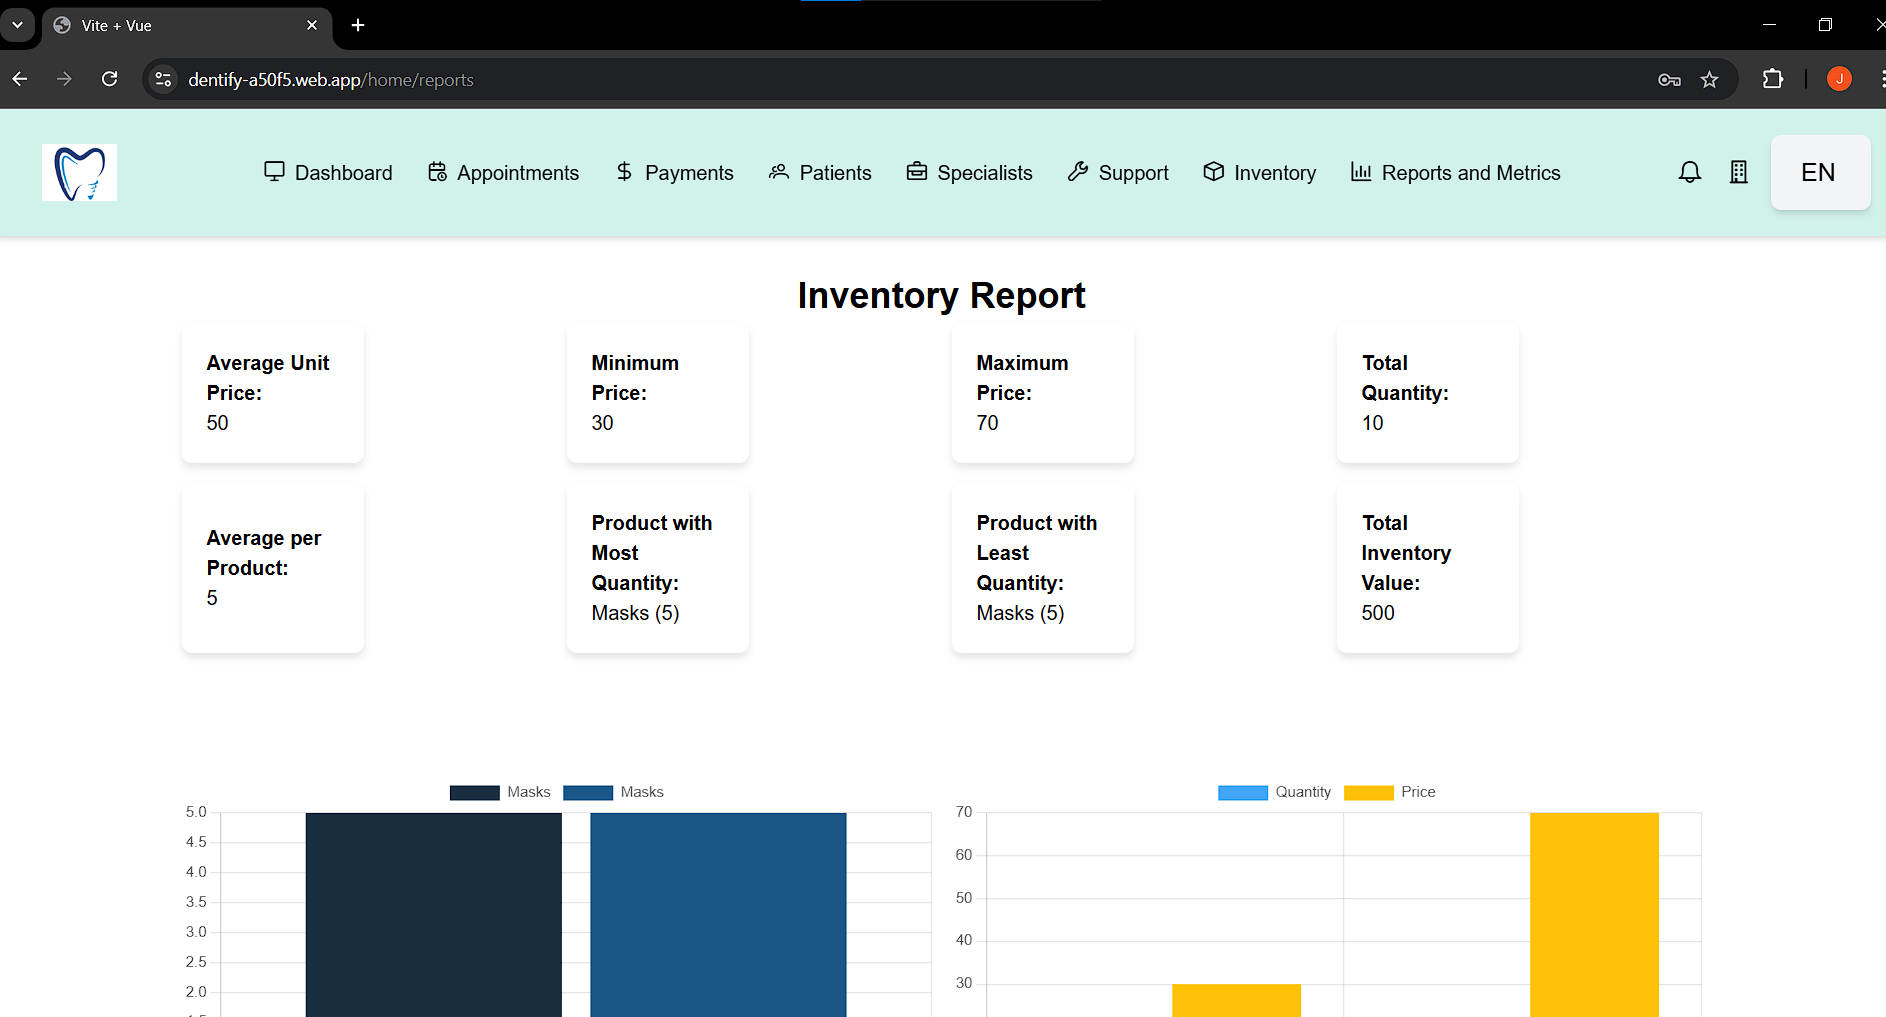 Vite + Vue
dentify-a50f5.web.app/home/reports
J
Dashboard Appointments Payments Patients Specialists Support Inventory Reports and Metrics EN
Inventory Report
Average Unit
Price:
50
Minimum
Price:
30
Maximum
Price:
70
Total
Quantity:
10
Average per
Product:
5
Product with
Most
Quantity:
Masks (5)
Product with
Least
Quantity:
Masks (5)
Total
Inventory
Value:
500
Masks Masks
5.0
4.5
4.0
3.5
3.0
2.5
2.0
Quantity Price
70
60
50
40
30